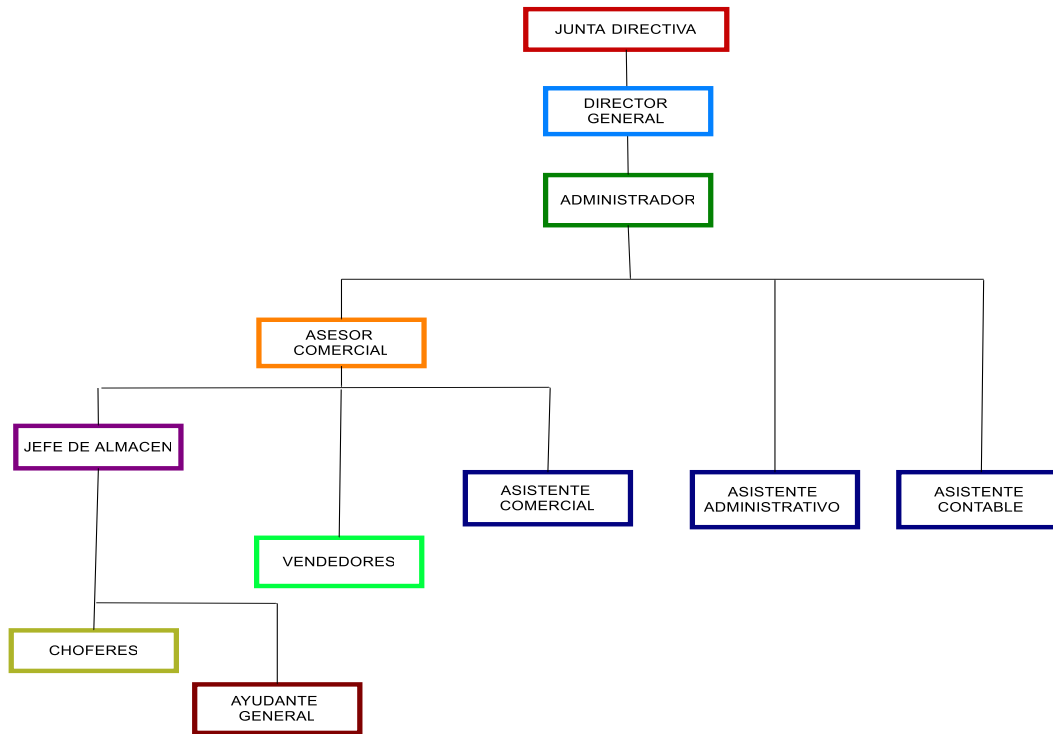 JUNTA DIRECTIVA
DIRECTOR
GENERAL
ADMINISTRADOR
ASESOR
COMERCIAL
JEFE DE ALMACEN
ASISTENTE
COMERCIAL
ASISTENTE
ADMINISTRATIVO
ASISTENTE
CONTABLE
VENDEDORES
CHOFERES
AYUDANTE
GENERAL